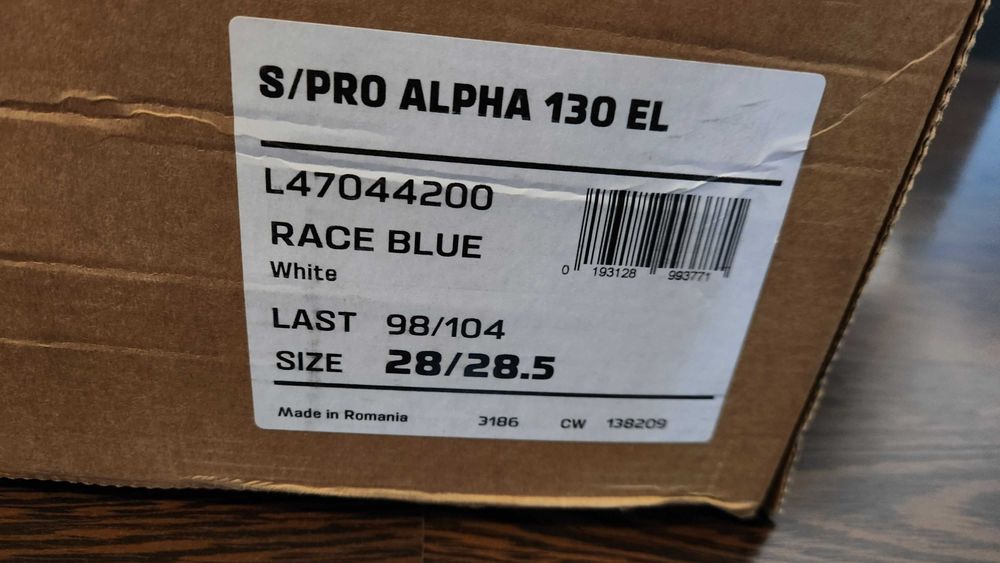 S/PRO ALPHA 130 EL
L47044200
RACE BLUE
White
0 193128 993771
LAST 98/104
SIZE 28/28.5
Made in Romania 3186 CW 138209